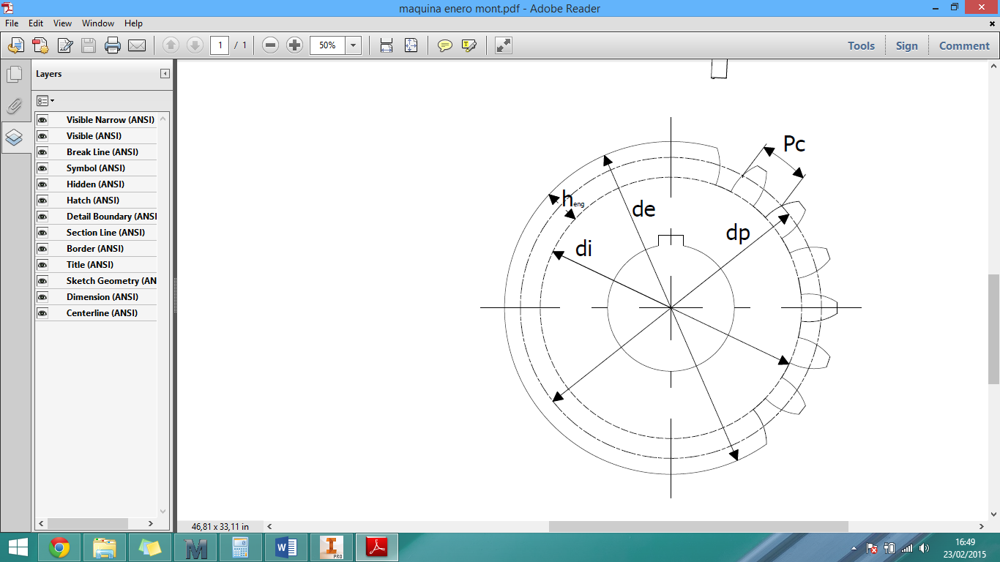 maquina enero mont.pdf - Adobe Reader
File Edit View Window Help
1 / 1 50% Tools Sign Comment
Layers
Visible Narrow (ANSI)
Visible (ANSI)
Break Line (ANSI)
Symbol (ANSI)
Hidden (ANSI)
Hatch (ANSI)
Detail Boundary (ANSI
Section Line (ANSI)
Border (ANSI)
Title (ANSI)
Sketch Geometry (AN
Dimension (ANSI)
Centerline (ANSI)
Pc
heng
de
dp
di
46,81 x 33,11 in
PRO
16:49
23/02/2015